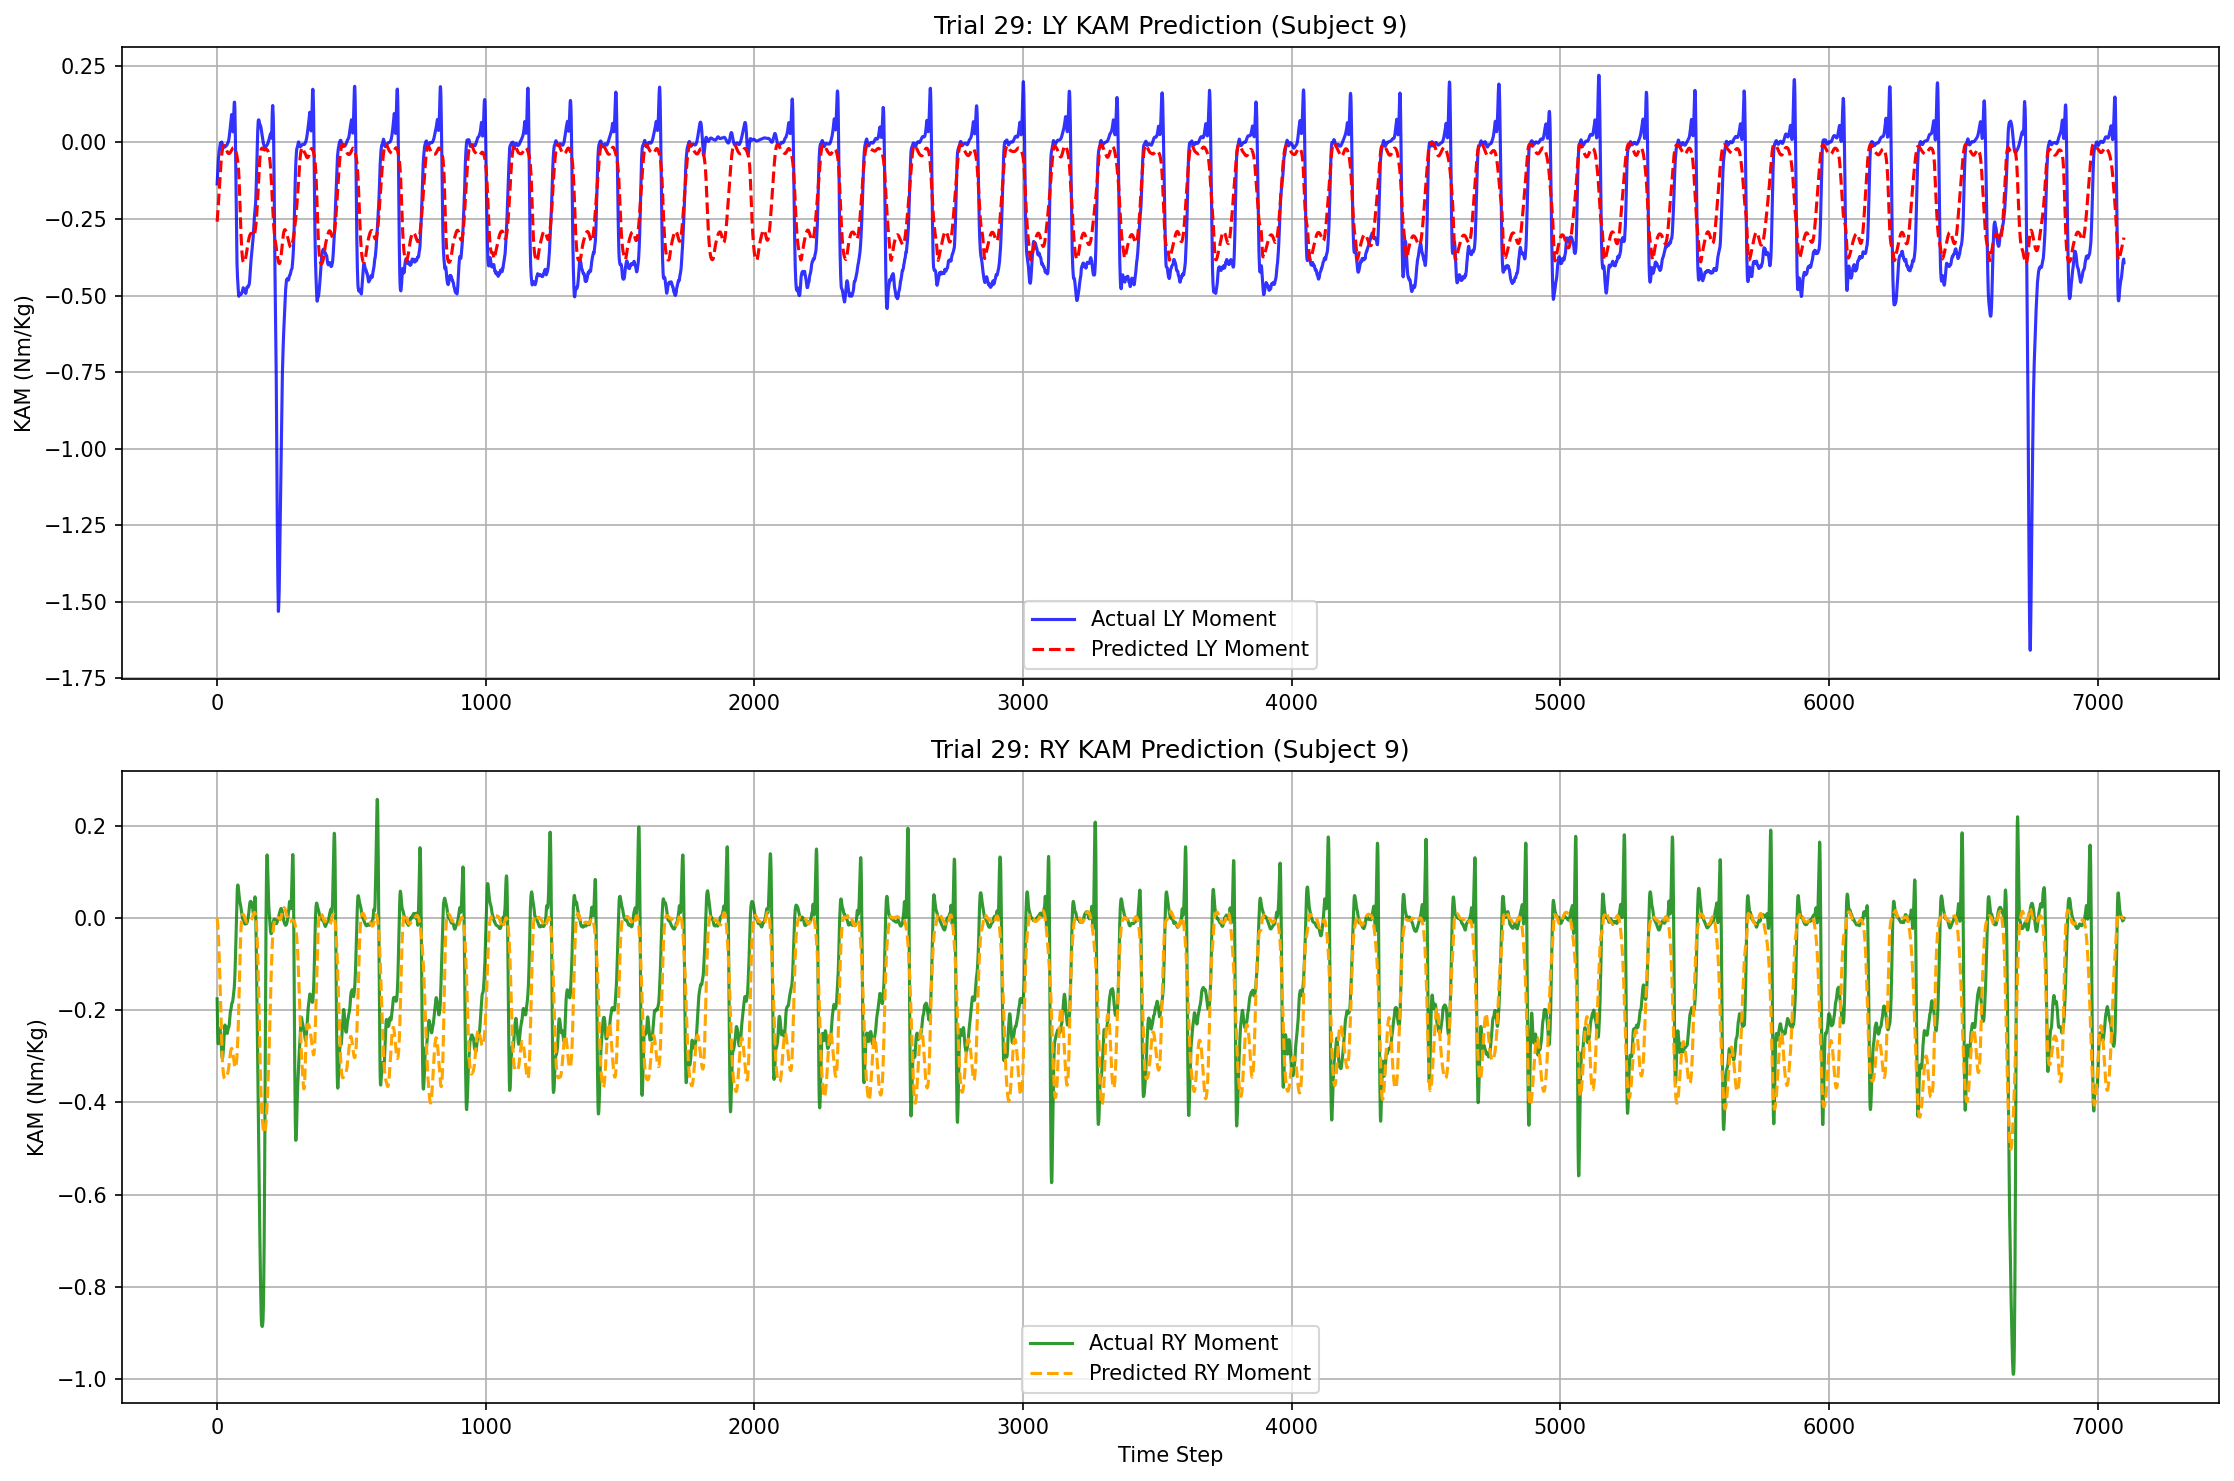 Trial 29: LY KAM Prediction (Subject 9)
KAM (Nm/Kg)
0.25
0.00
−0.25
−0.50
−0.75
−1.00
−1.25
−1.50
−1.75
Actual LY Moment
Predicted LY Moment
0 1000 2000 3000 4000 5000 6000 7000
Trial 29: RY KAM Prediction (Subject 9)
KAM (Nm/Kg)
0.2
0.0
−0.2
−0.4
−0.6
−0.8
−1.0
Actual RY Moment
Predicted RY Moment
0 1000 2000 3000 4000 5000 6000 7000
Time Step